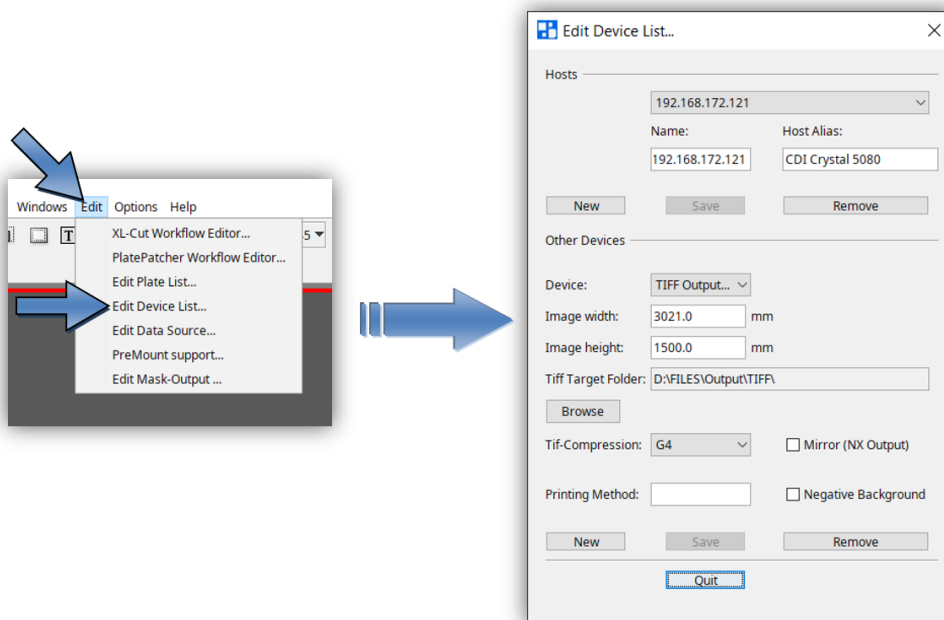 Windows Edit Options Help
T 5
XL-Cut Workflow Editor...
PlatePatcher Workflow Editor...
Edit Plate List...
Edit Device List...
Edit Data Source...
PreMount support...
Edit Mask-Output ...
Edit Device List...
Hosts
192.168.172.121
Name: Host Alias:
192.168.172.121 CDI Crystal 5080
New Save Remove
Other Devices
Device: TIFF Output...
Image width: 3021.0 mm
Image height: 1500.0 mm
Tiff Target Folder: D:\FILES\Output\TIFF\
Browse
Tif-Compression: G4 Mirror (NX Output)
Printing Method: Negative Background
New Save Remove
Quit